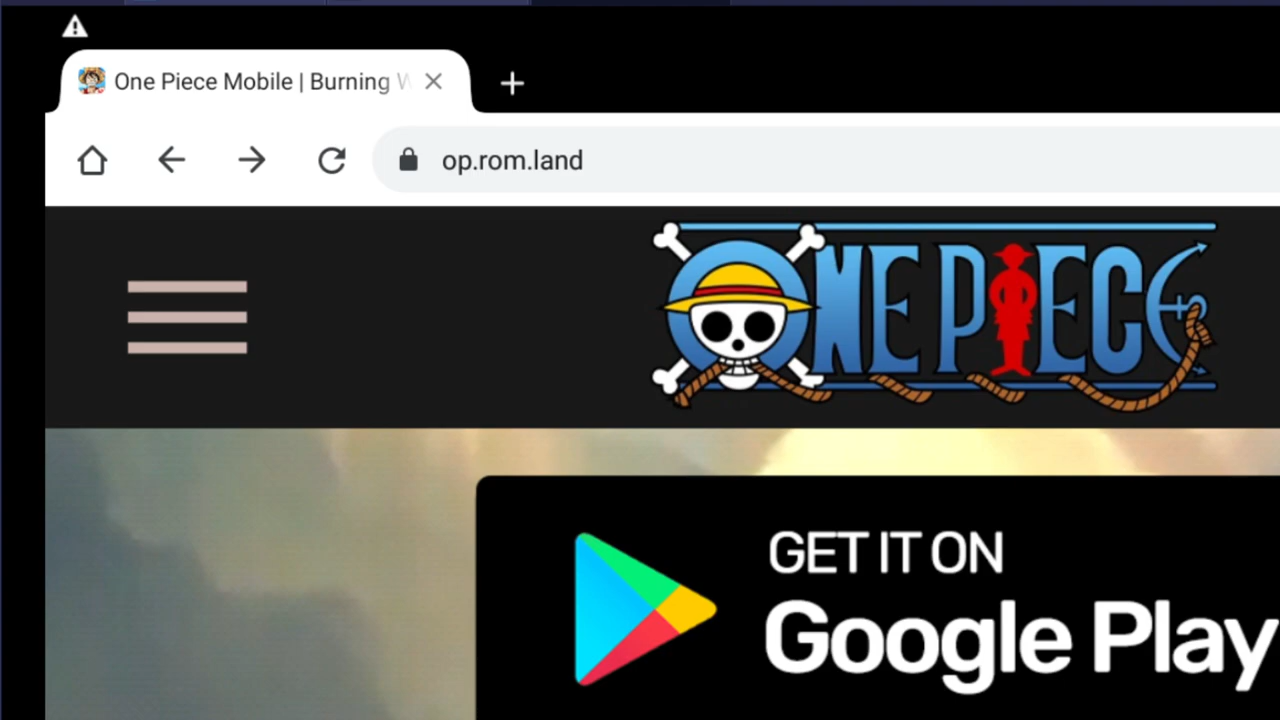 One Piece Mobile | Burning W
op.rom.land
ONE PIECE
GET IT ON
Google Play